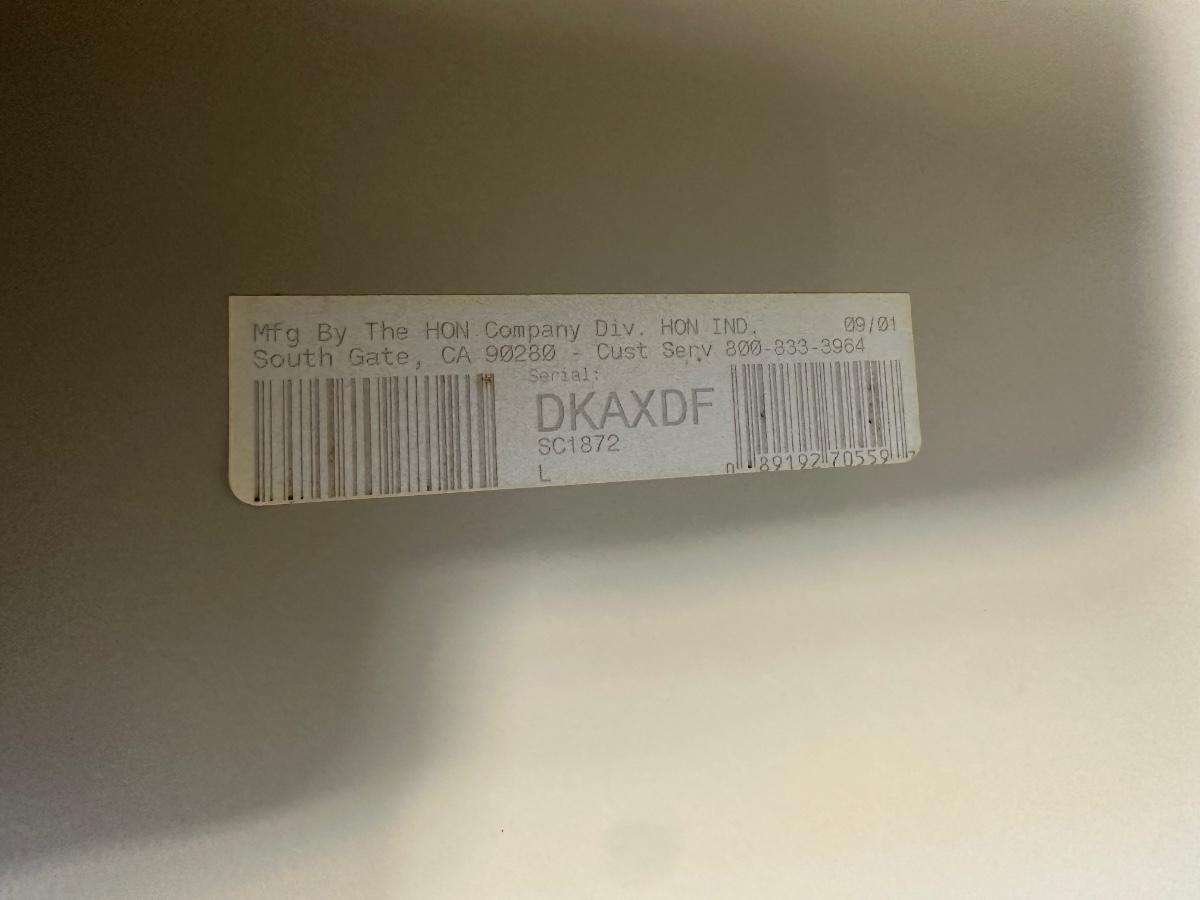 Mfg By The HON Company Div. HON IND. 09/01
South Gate, CA 90280 - Cust Serv 800-833-3964
Serial:
DKAXDF
SC1872
L
0 89192 70559 7